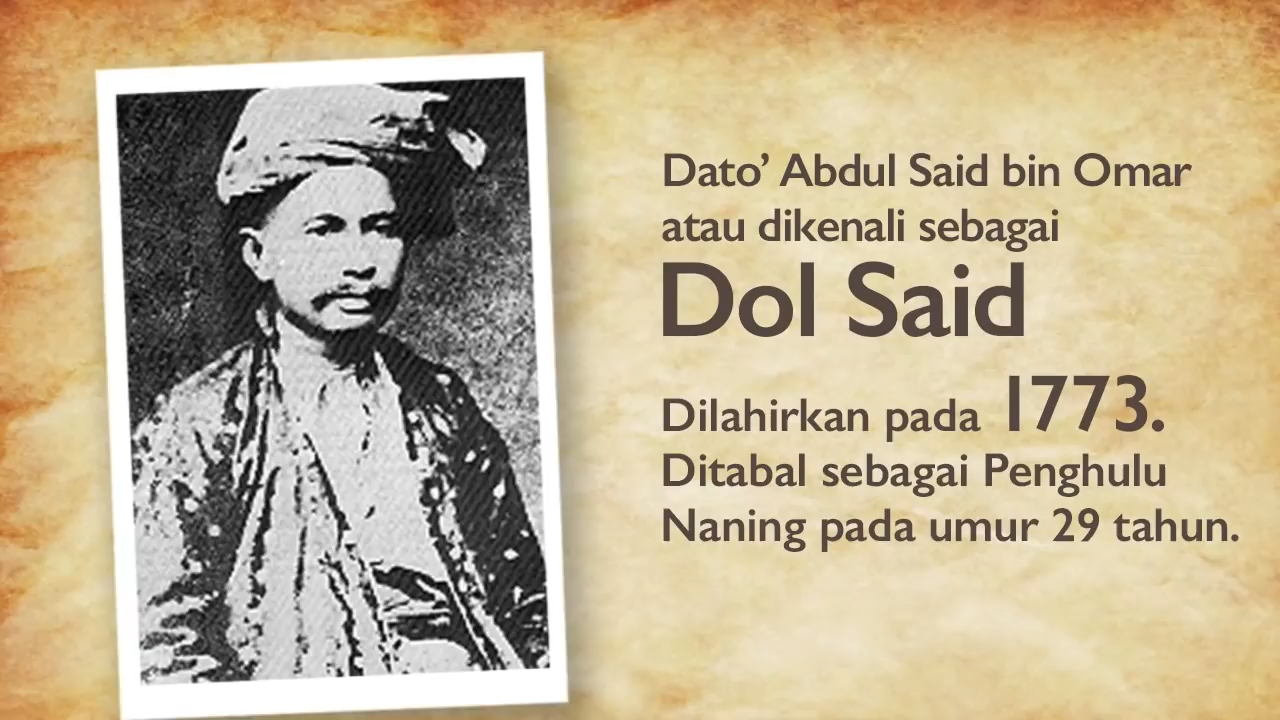 Dato’ Abdul Said bin Omar
atau dikenali sebagai
Dol Said
Dilahirkan pada 1773.
Ditabal sebagai Penghulu
Naning pada umur 29 tahun.